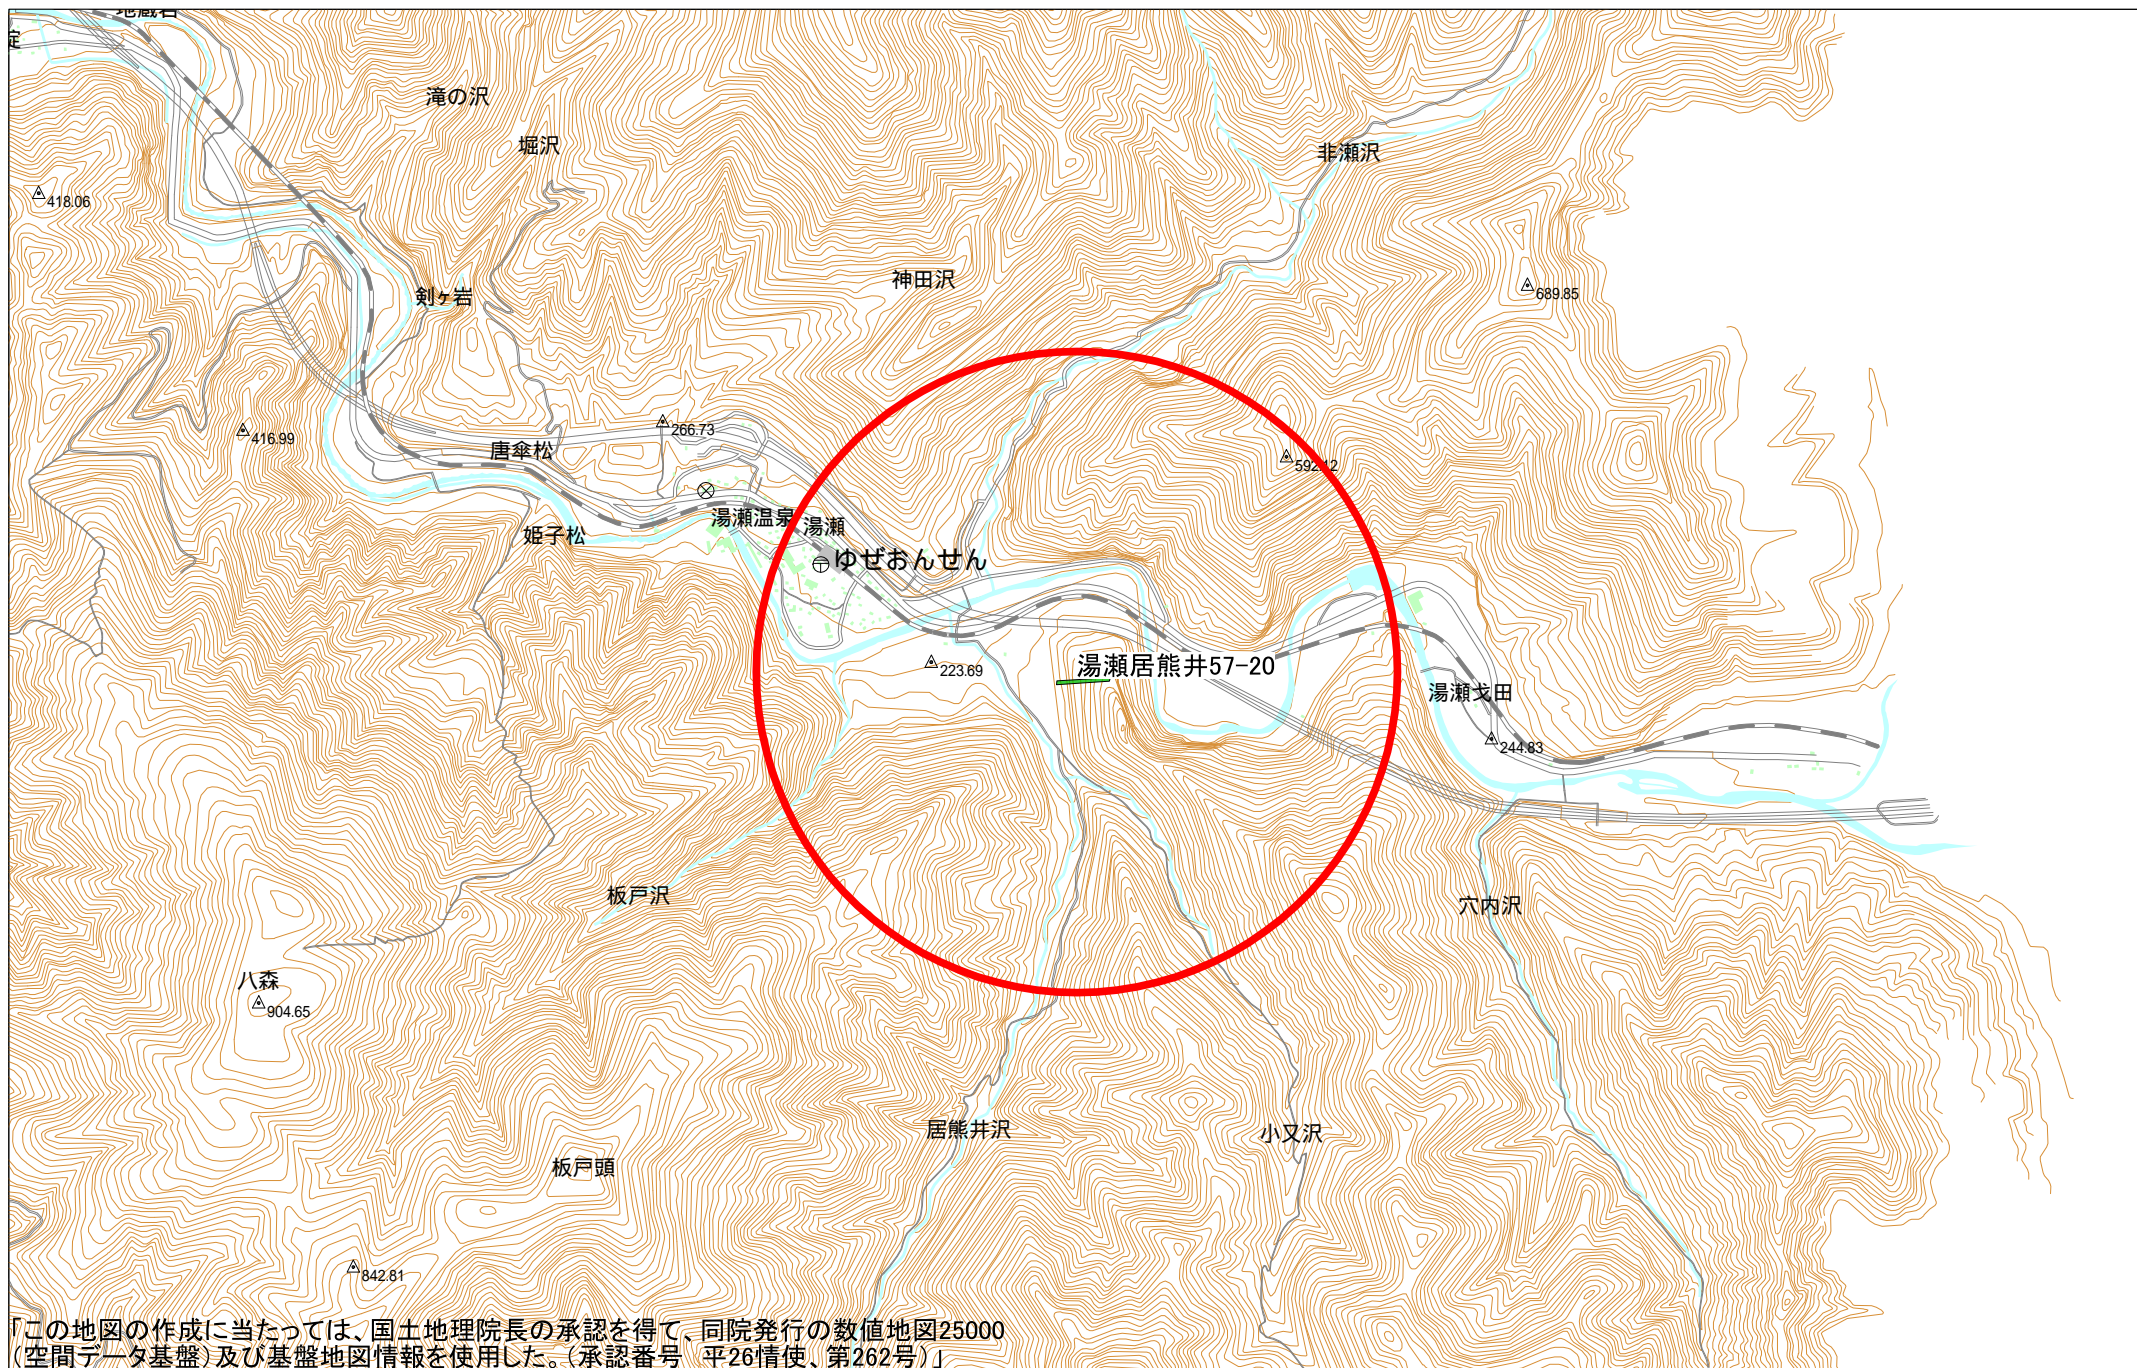 地蔵岩
淀
滝の沢
堀沢
非瀬沢
418.06
神田沢
剣ヶ岩
689.85
416.99
266.73
唐傘松
592.12
湯瀬温泉
湯瀬
姫子松
ゆぜおんせん
223.69
湯瀬居熊井57-20
湯瀬戈田
244.83
板戸沢
穴内沢
八森
904.65
居熊井沢
小又沢
板戸頭
842.81
「この地図の作成に当たっては、国土地理院長の承認を得て、同院発行の数値地図25000
(空間データ基盤)及び基盤地図情報を使用した。(承認番号　平26情使、第262号)」